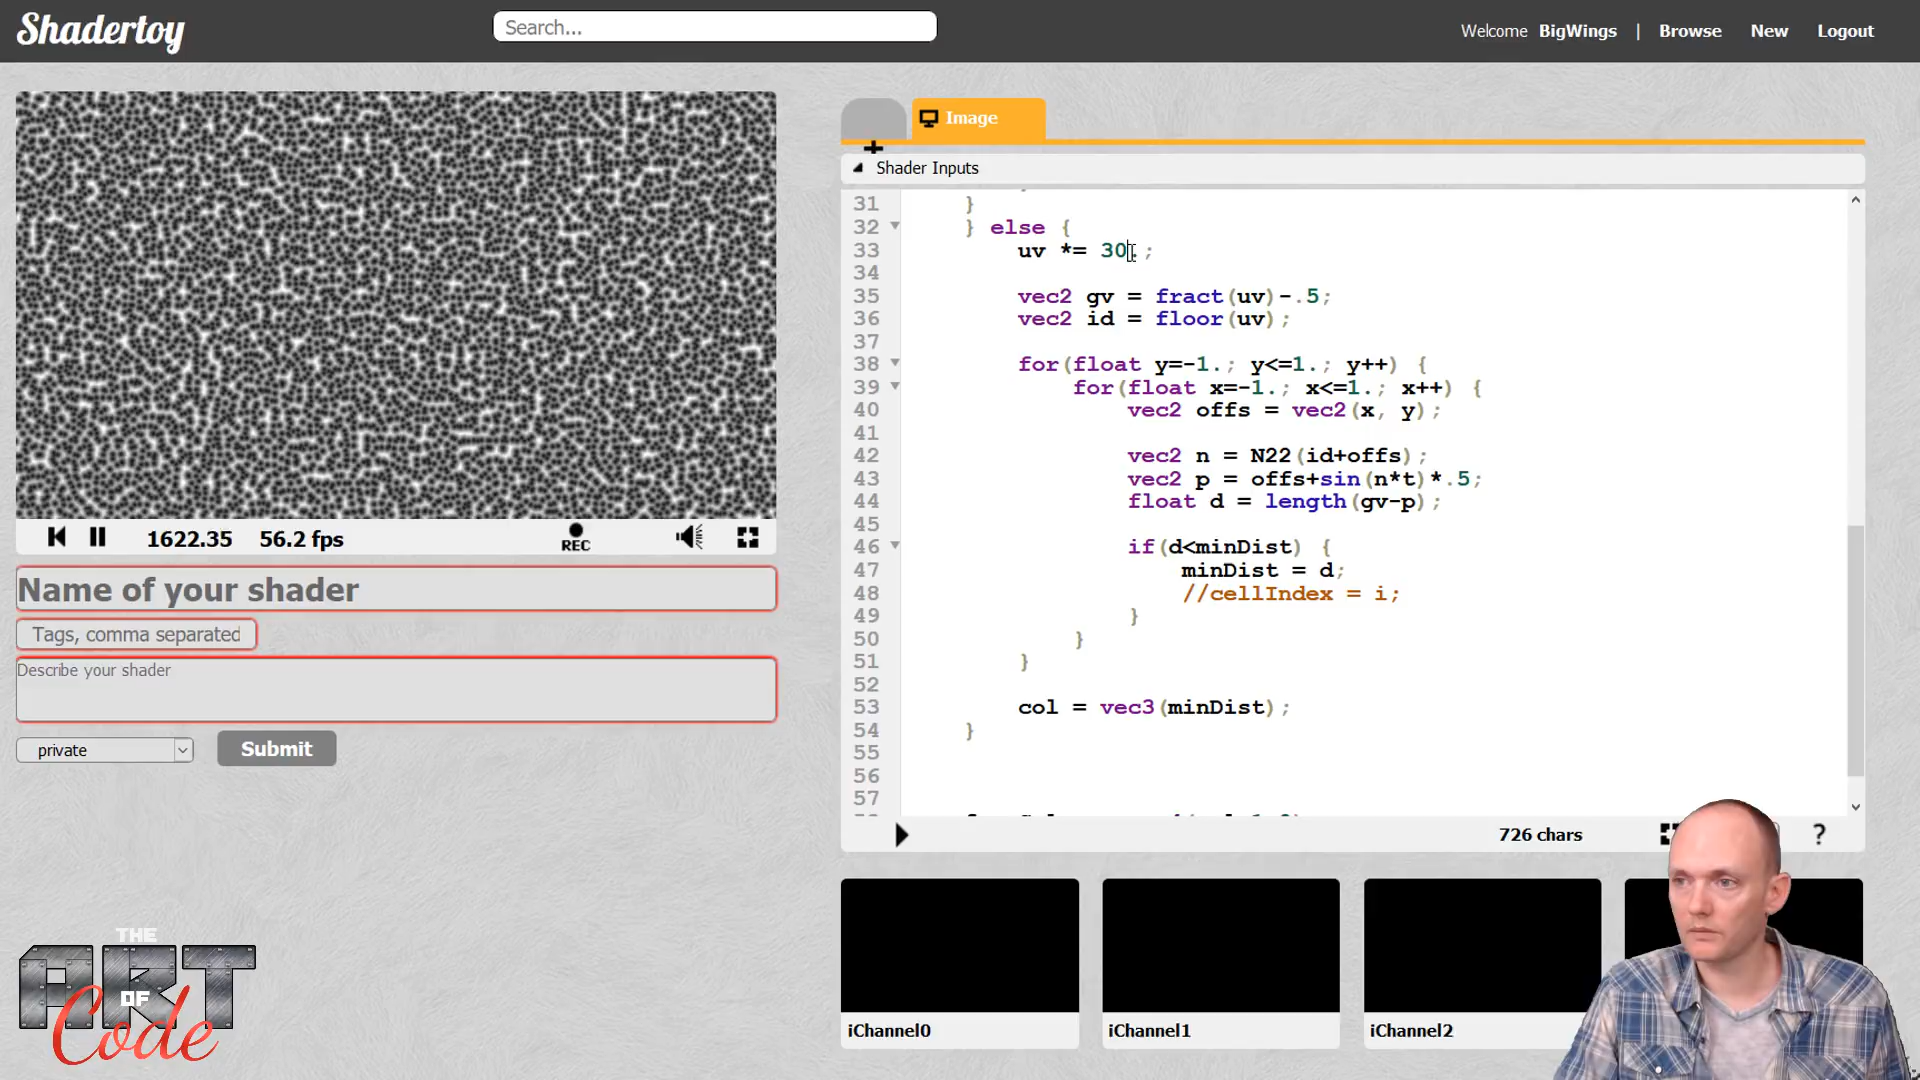 Shadertoy
Search...
Welcome BigWings | Browse New Logout
Image
Shader Inputs
31 }
32 } else {
33 uv *= 30.;
34
35 vec2 gv = fract(uv)-.5;
36 vec2 id = floor(uv);
37
38 for(float y=-1.; y<=1.; y++) {
39 for(float x=-1.; x<=1.; x++) {
40 vec2 offs = vec2(x, y);
41
42 vec2 n = N22(id+offs);
43 vec2 p = offs+sin(n*t)*.5;
44 float d = length(gv-p);
45
46 if(d<minDist) {
47 minDist = d;
48 //cellIndex = i;
49 }
50 }
51 }
52
53 col = vec3(minDist);
54 }
55
56
57
726 chars
?
1622.35 56.2 fps
REC
Name of your shader
Tags, comma separated
Describe your shader
private
Submit
THE
ART
OF
Code
iChannel0
iChannel1
iChannel2